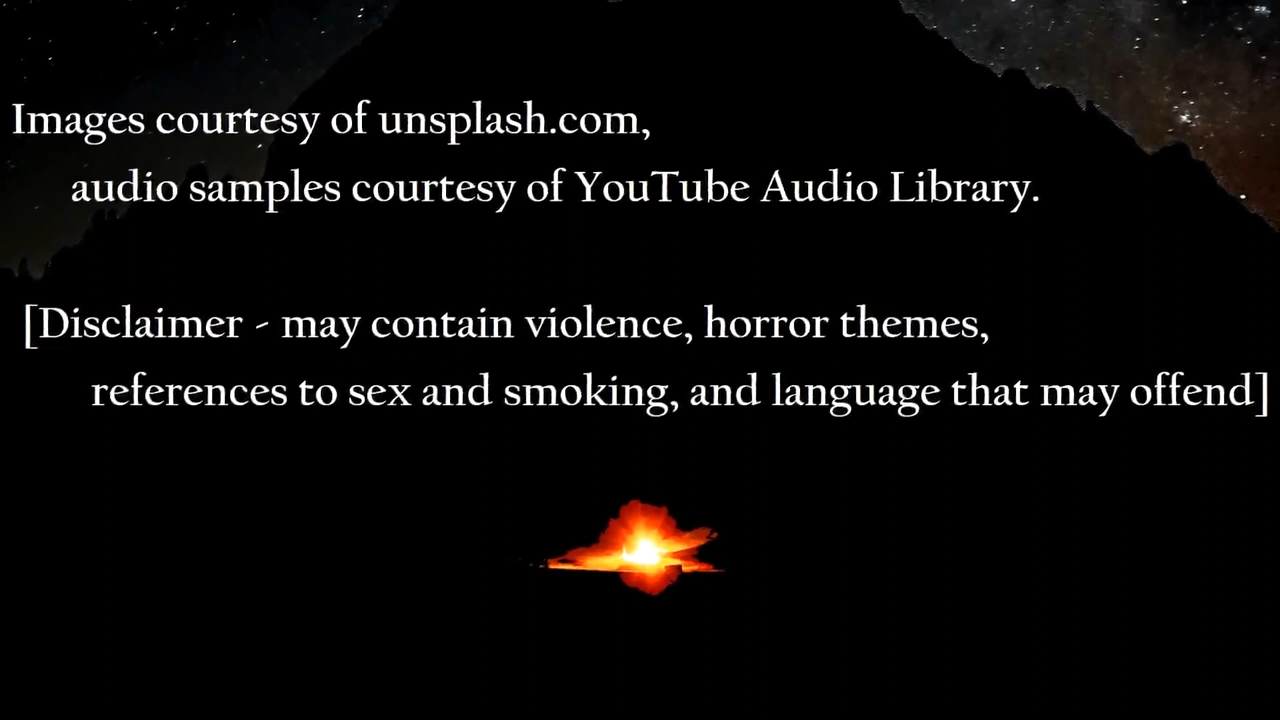 Images courtesy of unsplash.com,
audio samples courtesy of YouTube Audio Library.
[Disclaimer - may contain violence, horror themes,
references to sex and smoking, and language that may offend]